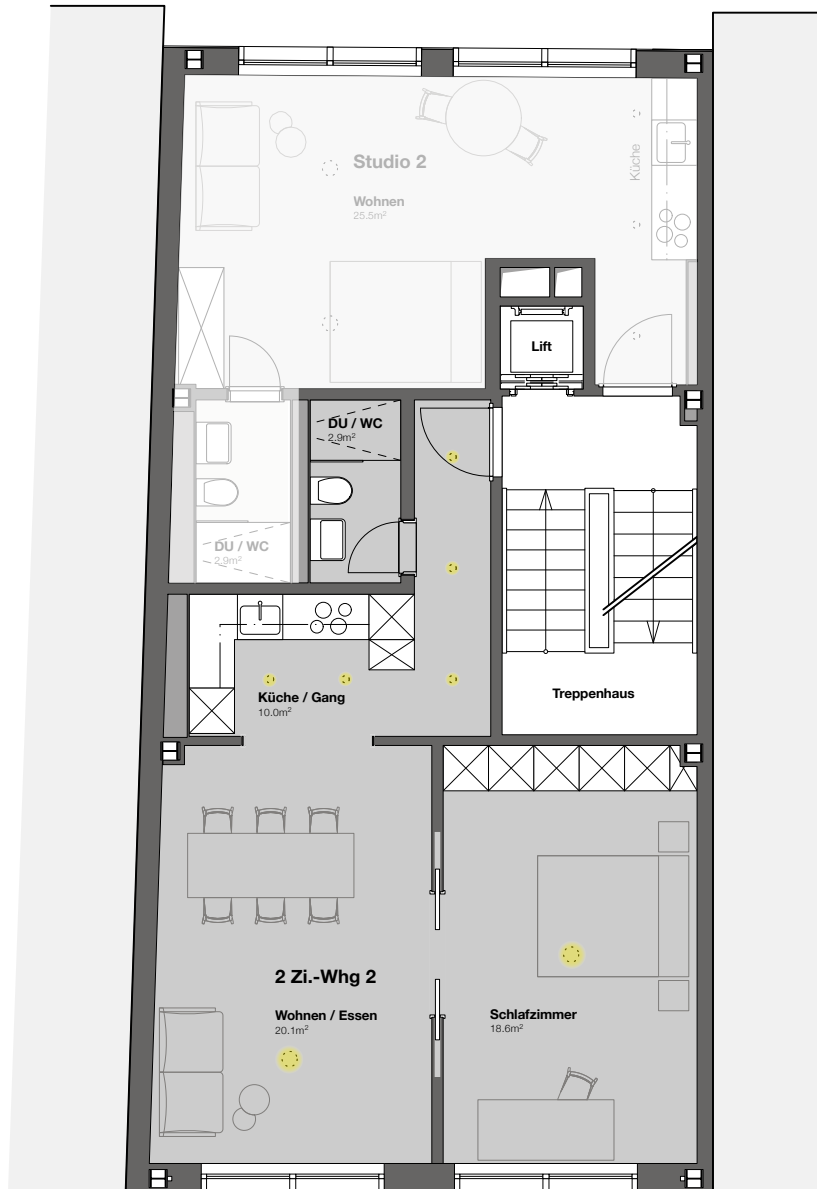 Studio 2
Küche
Wohnen
25.5m²
Lift
DU / WC
2.9m²
DU / WC
2.9m²
Küche / Gang
10.0m²
Treppenhaus
2 Zi.-Whg 2
Wohnen / Essen
20.1m²
Schlafzimmer
18.6m²